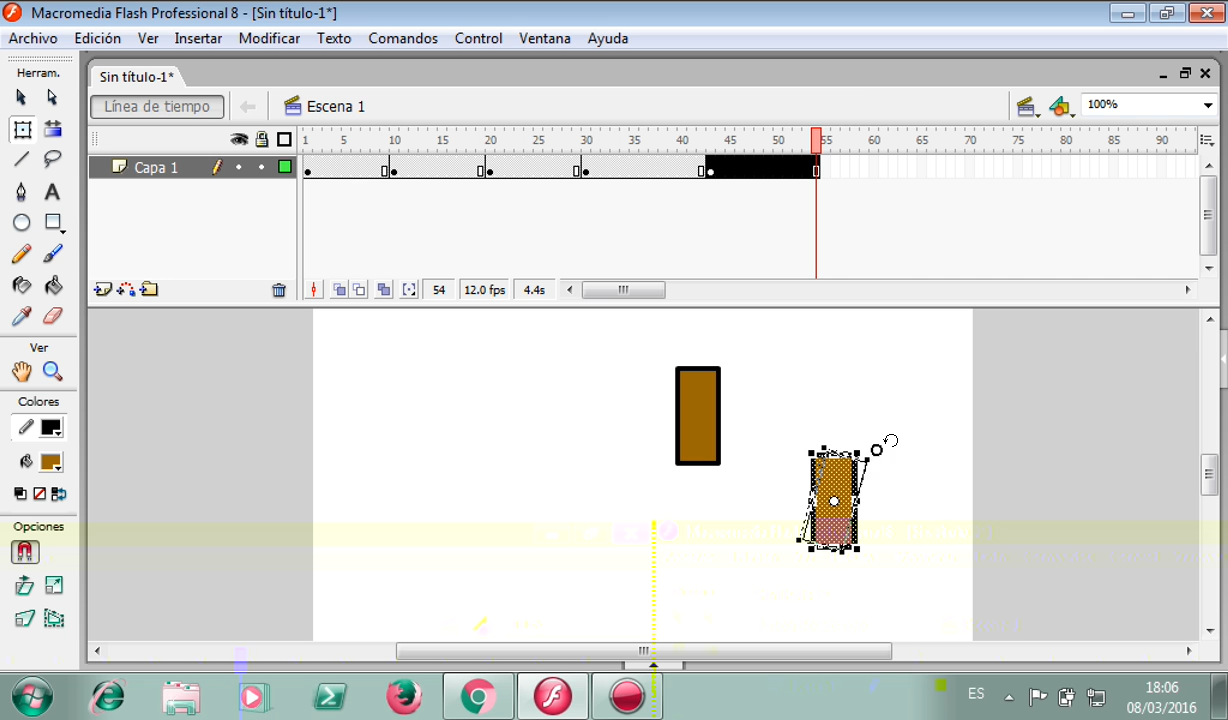 Macromedia Flash Professional 8 - [Sin título-1*]
Archivo Edición Ver Insertar Modificar Texto Comandos Control Ventana Ayuda
Herram.
Sin título-1*
Línea de tiempo
Escena 1
100%
1 5 10 15 20 25 30 35 40 45 50 55 60 65 70 75 80 85 90
Capa 1
54 12.0 fps 4.4s
Ver
Colores
Opciones
ES
18:06
08/03/2016